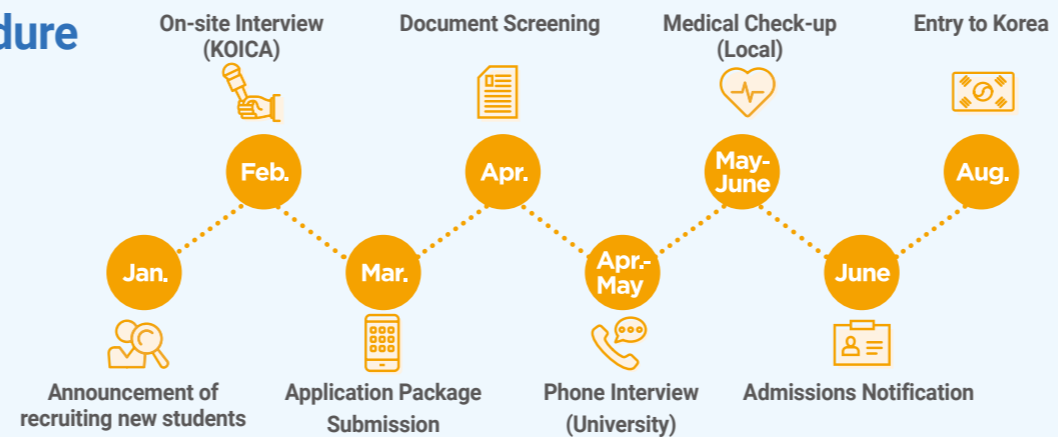 dure
On-site Interview
(KOICA)
Document Screening
Medical Check-up
(Local)
Entry to Korea
Feb.
Apr.
May-
June
Aug.
Jan.
Mar.
Apr.-
May
June
Announcement of
recruiting new students
Application Package
Submission
Phone Interview
(University)
Admissions Notification